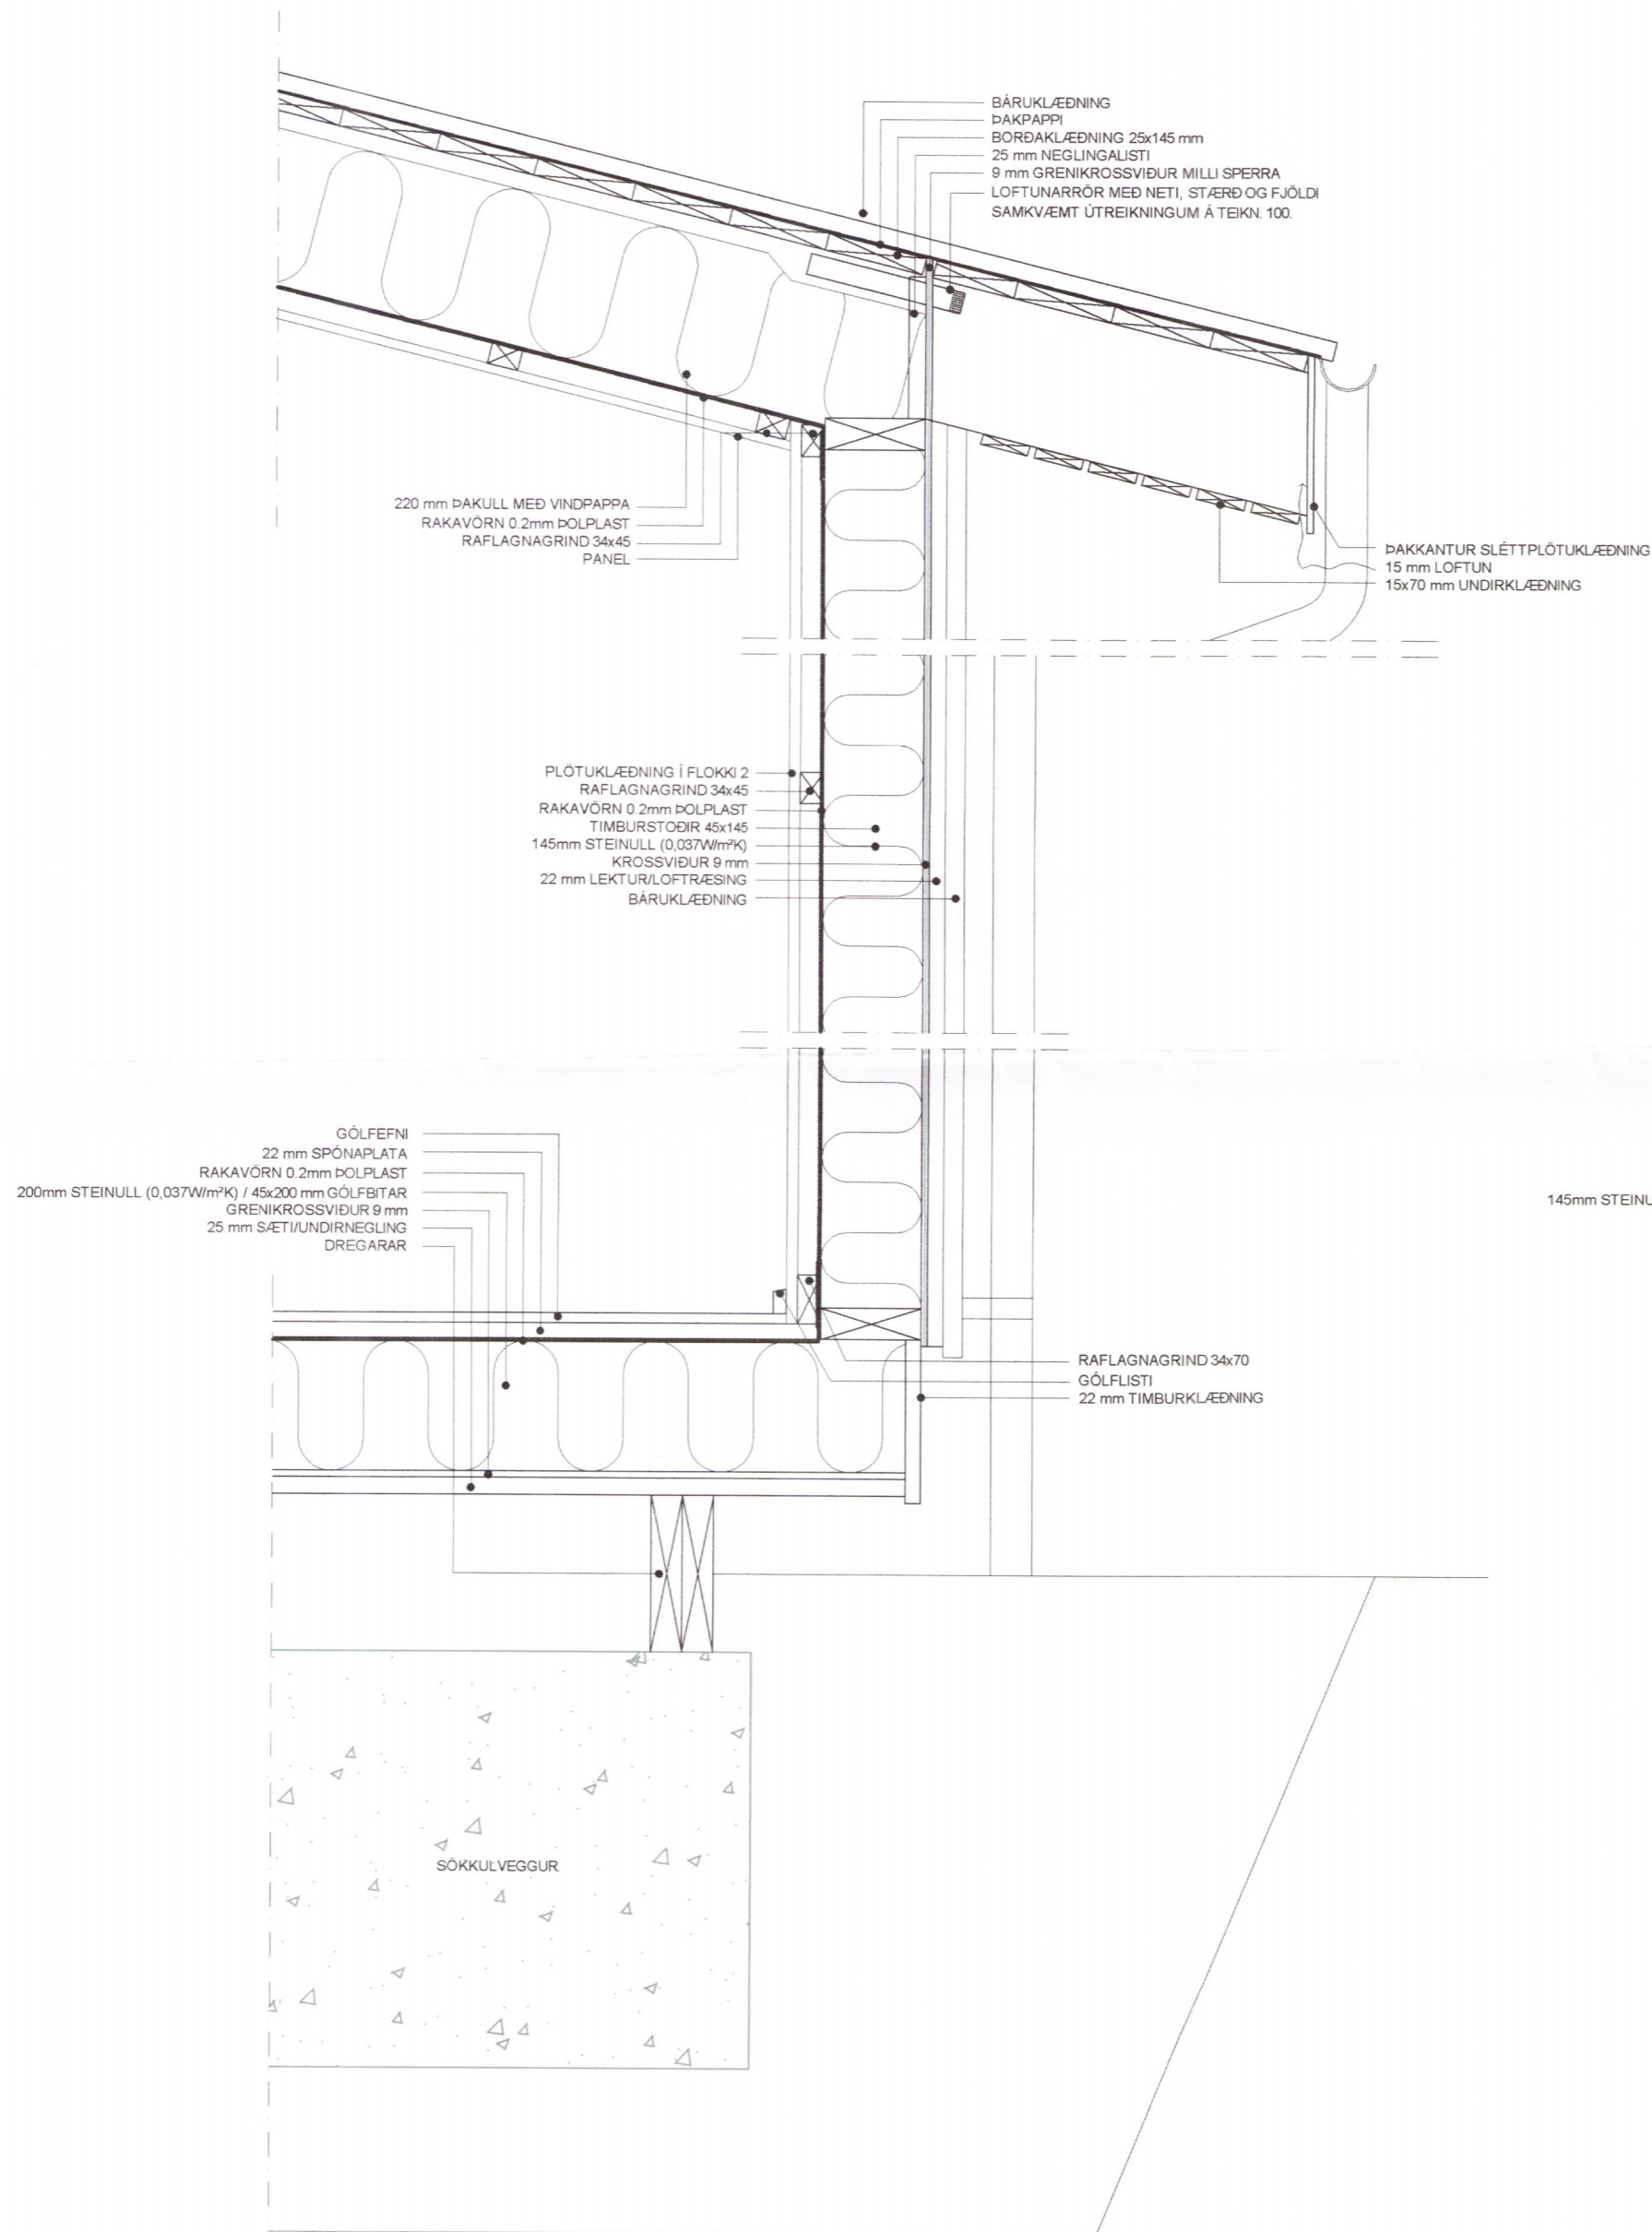 BÁRUKLÆÐNING
ÞAKPAPPI
BORÐAKLÆÐNING 25x145 mm
25 mm NEGLINGALISTI
9 mm GRENIKROSSVIÐUR MILLI SPERRA
LOFTUNARRÖR MEÐ NETI, STÆRÐ OG FJÖLDI
SAMKVÆMT ÚTREIKNINGUM Á TEIKN. 100.
220 mm ÞAKULL MEÐ VINDPAPPA
RAKAVÖRN 0.2mm ÞOLPLAST
RAFLAGNAGRIND 34x45
PANEL
ÞAKKANTUR SLÉTTPLÖTUKLÆÐNING
15 mm LOFTUN
15x70 mm UNDIRKLÆÐNING
PLÖTUKLÆÐNING Í FLOKKI 2
RAFLAGNAGRIND 34x45
RAKAVÖRN 0.2mm ÞOLPLAST
TIMBURSTOÐIR 45x145
145mm STEINULL (0,037W/m²K)
KROSSVIÐUR 9 mm
22 mm LEKTUR/LOFTRÆSING
BÁRUKLÆÐNING
GÓLFEFNI
22 mm SPÓNAPLATA
RAKAVÖRN 0.2mm ÞOLPLAST
200mm STEINULL (0,037W/m²K) / 45x200 mm GÓLFBITAR
GRENIKROSSVIÐUR 9 mm
25 mm SÆTI/UNDIRNEGLING
DREGARAR
145mm STEINU
RAFLAGNAGRIND 34x70
GÓLFLISTI
22 mm TIMBURKLÆÐNING
SÖKKULVEGGUR